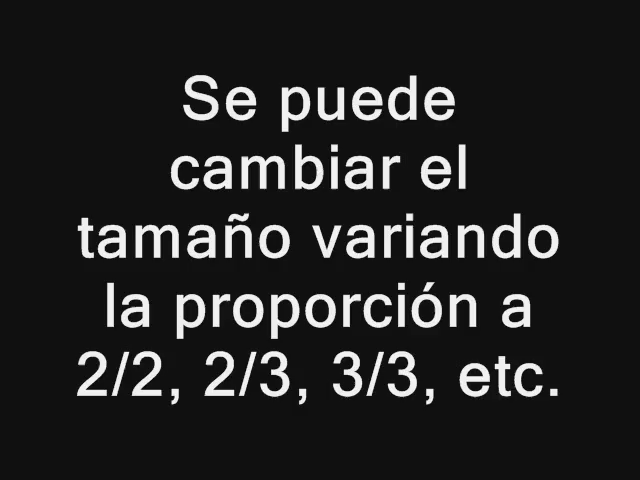 Se puede
cambiar el
tamaño variando
la proporción a
2/2, 2/3, 3/3, etc.